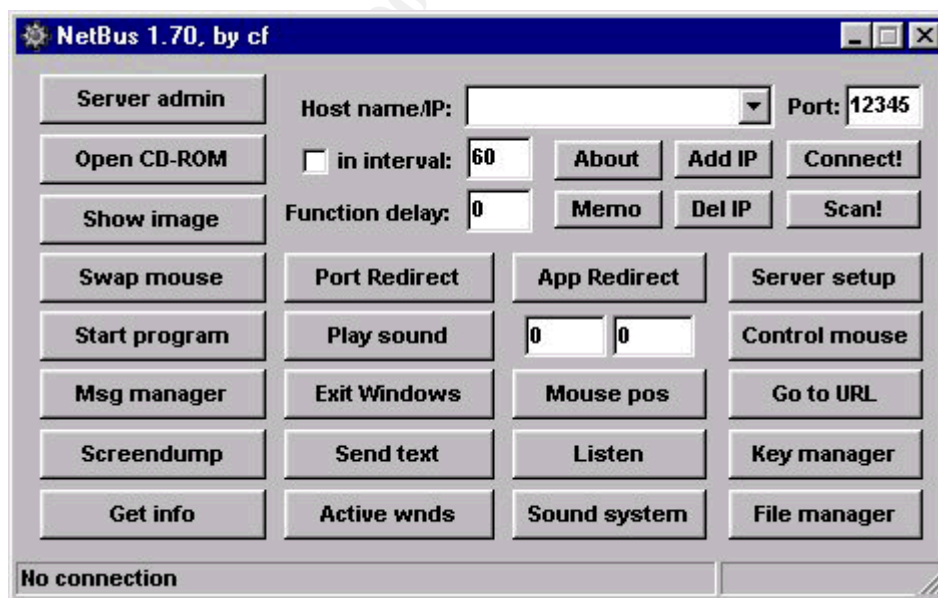 NetBus 1.70, by cf
Server admin
Host name/IP:
Port: 12345
Open CD-ROM
in interval: 60
About
Add IP
Connect!
Show image
Function delay: 0
Memo
Del IP
Scan!
Swap mouse
Port Redirect
App Redirect
Server setup
Start program
Play sound
0
0
Control mouse
Msg manager
Exit Windows
Mouse pos
Go to URL
Screendump
Send text
Listen
Key manager
Get info
Active wnds
Sound system
File manager
No connection